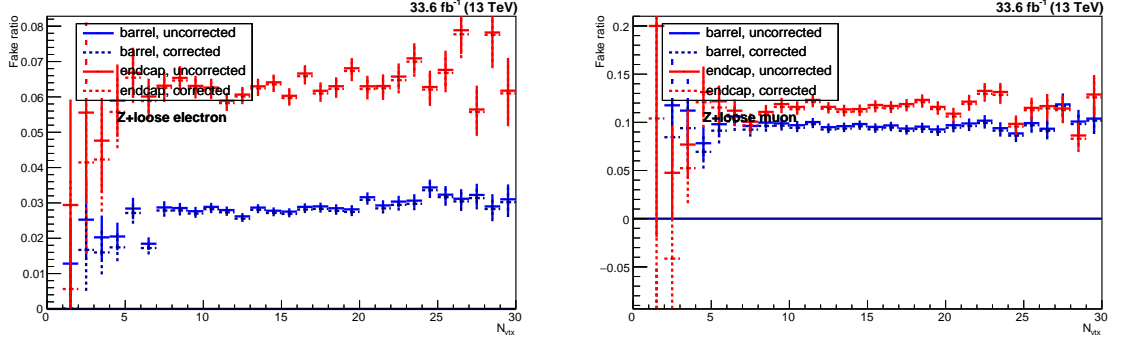 33.6 fb⁻¹ (13 TeV)
Fake ratio
barrel, uncorrected
barrel, corrected
endcap, uncorrected
endcap, corrected
Z+loose electron
0.08
0.07
0.06
0.05
0.04
0.03
0.02
0.01
0
0 5 10 15 20 25 30
N_vtx
33.6 fb⁻¹ (13 TeV)
Fake ratio
barrel, uncorrected
barrel, corrected
endcap, uncorrected
endcap, corrected
Z+loose muon
0.2
0.15
0.1
0.05
0
−0.05
0 5 10 15 20 25 30
N_vtx